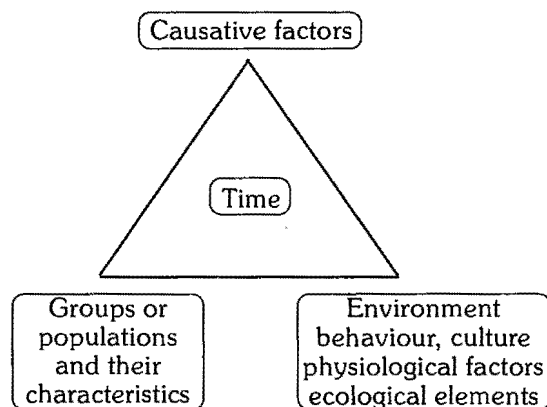 Causative factors
Time
Groups or
populations
and their
characteristics
Environment
behaviour, culture
physiological factors
ecological elements